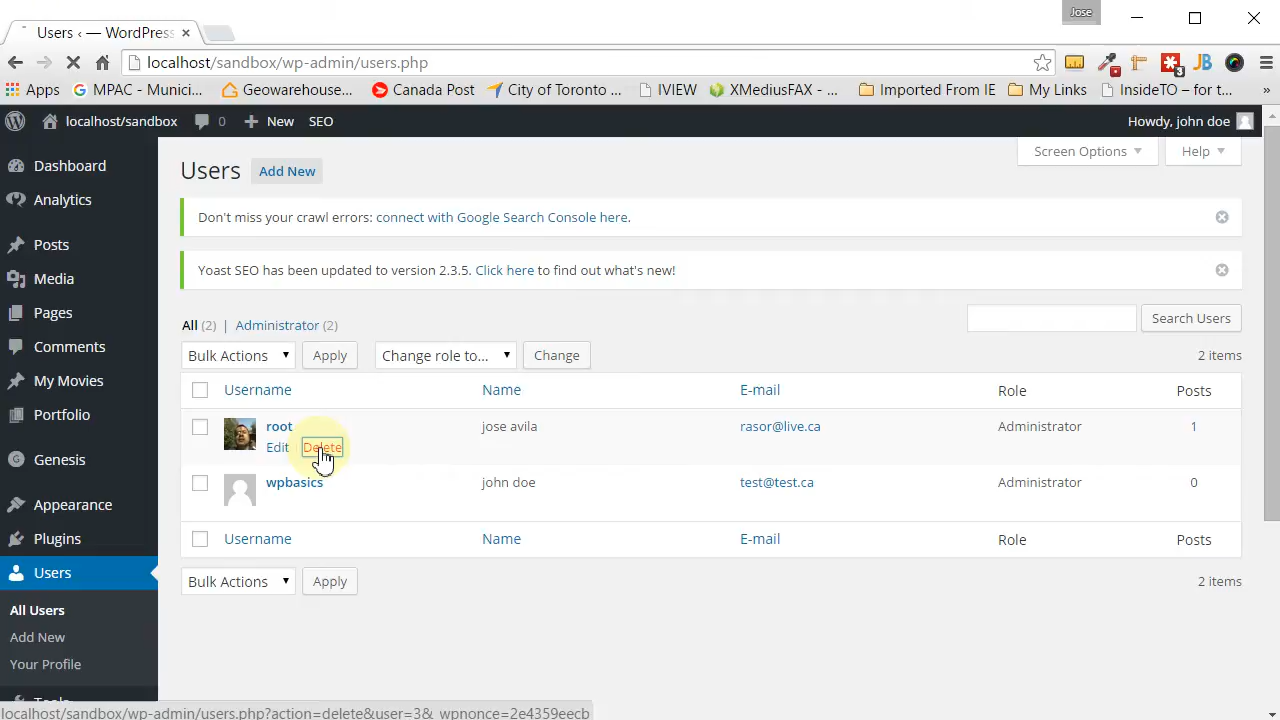 Jose
Users ‹ — WordPress
localhost/sandbox/wp-admin/users.php
Apps MPAC - Munici... Geowarehouse... Canada Post City of Toronto ... IVIEW XMediusFAX - ... Imported From IE My Links InsideTO – for t... »
localhost/sandbox 0 New SEO Howdy, john doe
Screen Options Help
Users Add New
Don't miss your crawl errors: connect with Google Search Console here.
Yoast SEO has been updated to version 2.3.5. Click here to find out what's new!
All (2) | Administrator (2) Search Users
Bulk Actions Apply Change role to... Change 2 items
Username Name E-mail Role Posts
root jose avila rasor@live.ca Administrator 1
Edit Delete
wpbasics john doe test@test.ca Administrator 0
Username Name E-mail Role Posts
Bulk Actions Apply 2 items
Dashboard
Analytics
Posts
Media
Pages
Comments
My Movies
Portfolio
Genesis
Appearance
Plugins
Users
All Users
Add New
Your Profile
Tools
localhost/sandbox/wp-admin/users.php?action=delete&user=3&_wpnonce=2e4359eecb